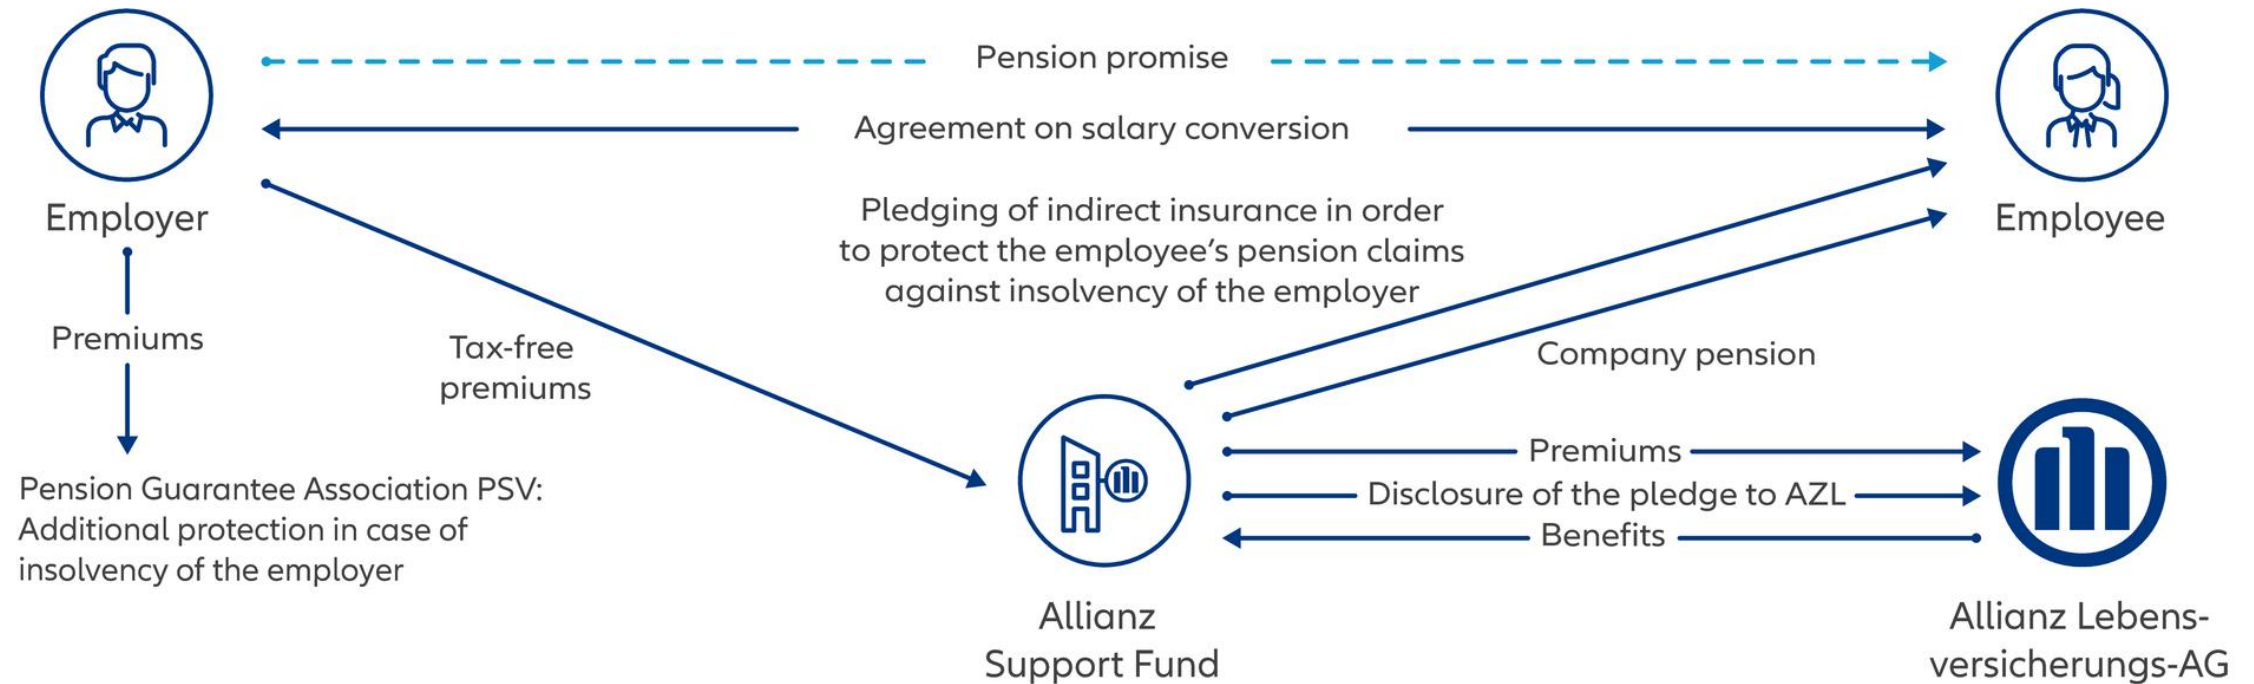 Pension promise
Agreement on salary conversion
Employer
Employee
Pledging of indirect insurance in order
to protect the employee’s pension claims
against insolvency of the employer
Premiums
Tax-free
premiums
Company pension
Premiums
Disclosure of the pledge to AZL
Benefits
Pension Guarantee Association PSV:
Additional protection in case of
insolvency of the employer
Allianz
Support Fund
Allianz Lebens-
versicherungs-AG